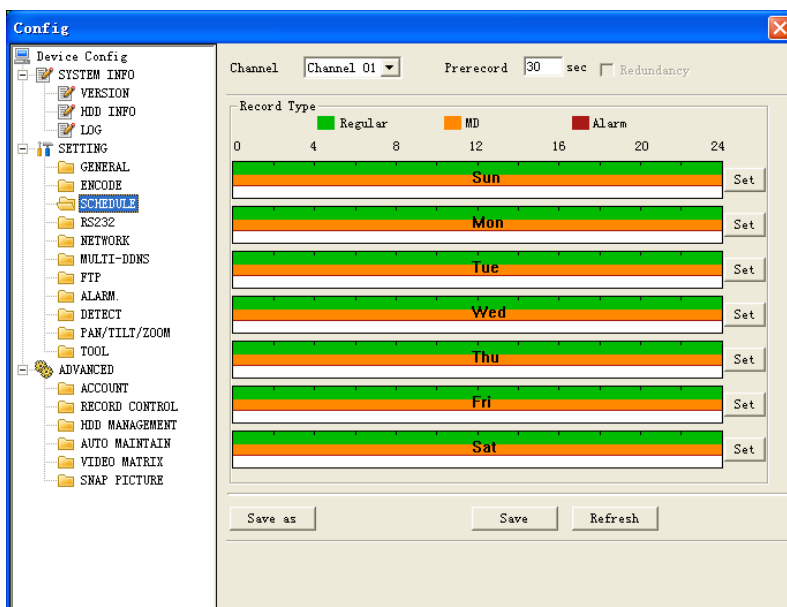 Config
Device Config
SYSTEM INFO
VERSION
HDD INFO
LOG
SETTING
GENERAL
ENCODE
SCHEDULE
RS232
NETWORK
MULTI-DDNS
FTP
ALARM.
DETECT
PAN/TILT/ZOOM
TOOL
ADVANCED
ACCOUNT
RECORD CONTROL
HDD MANAGEMENT
AUTO MAINTAIN
VIDEO MATRIX
SNAP PICTURE
Channel Channel 01 Prerecord 30 sec Redundancy
Record Type
Regular MD Alarm
0 4 8 12 16 20 24
Sun Set
Mon Set
Tue Set
Wed Set
Thu Set
Fri Set
Sat Set
Save as Save Refresh